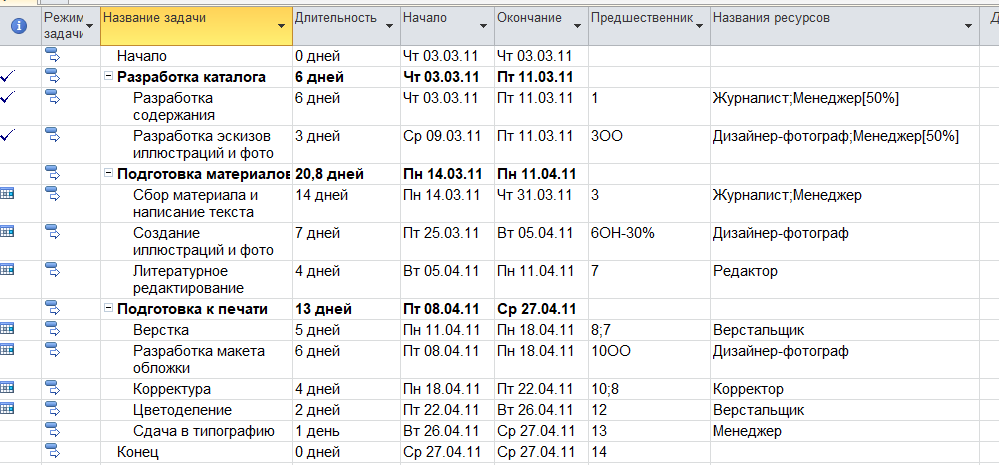 Режим задачи Название задачи Длительность Начало Окончание Предшественник Названия ресурсов Д
Начало 0 дней Чт 03.03.11 Чт 03.03.11
Разработка каталога 6 дней Чт 03.03.11 Пт 11.03.11
Разработка содержания 6 дней Чт 03.03.11 Пт 11.03.11 1 Журналист;Менеджер[50%]
Разработка эскизов иллюстраций и фото 3 дней Ср 09.03.11 Пт 11.03.11 3ОО Дизайнер-фотограф;Менеджер[50%]
Подготовка материалов 20,8 дней Пн 14.03.11 Пн 11.04.11
Сбор материала и написание текста 14 дней Пн 14.03.11 Чт 31.03.11 3 Журналист;Менеджер
Создание иллюстраций и фото 7 дней Пт 25.03.11 Вт 05.04.11 6ОН-30% Дизайнер-фотограф
Литературное редактирование 4 дней Вт 05.04.11 Пн 11.04.11 7 Редактор
Подготовка к печати 13 дней Пт 08.04.11 Ср 27.04.11
Верстка 5 дней Пн 11.04.11 Пн 18.04.11 8;7 Верстальщик
Разработка макета обложки 6 дней Пт 08.04.11 Пн 18.04.11 10ОО Дизайнер-фотограф
Корректура 4 дней Пн 18.04.11 Пт 22.04.11 10;8 Корректор
Цветоделение 2 дней Пт 22.04.11 Вт 26.04.11 12 Верстальщик
Сдача в типографию 1 день Вт 26.04.11 Ср 27.04.11 13 Менеджер
Конец 0 дней Ср 27.04.11 Ср 27.04.11 14